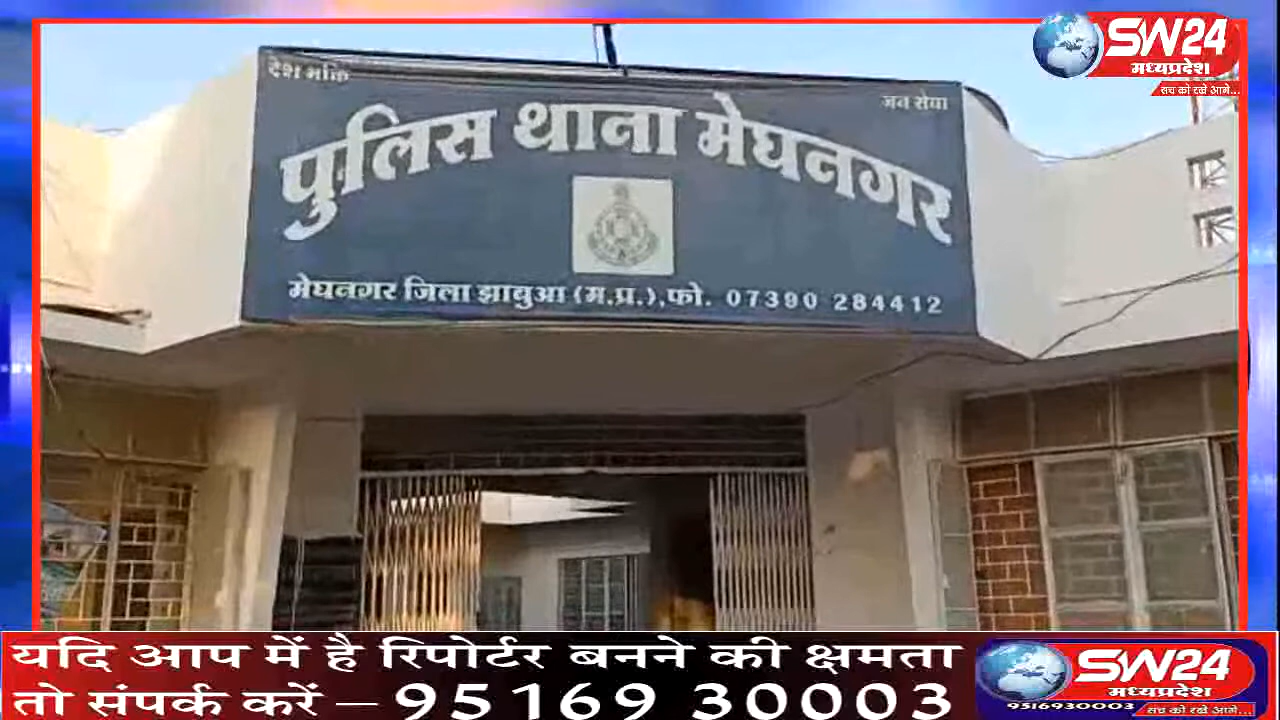 SW24
मध्यप्रदेश
सच को रखे आगे...
देश भक्ति
जन सेवा
पुलिस थाना मेघनगर
मेघनगर जिला झाबुआ (म.प्र.),फो. 07390 284412
यदि आप में है रिपोर्टर बनने की क्षमता
तो संपर्क करें – 95169 30003
SW24
मध्यप्रदेश
9516930003
सच को रखे आगे...